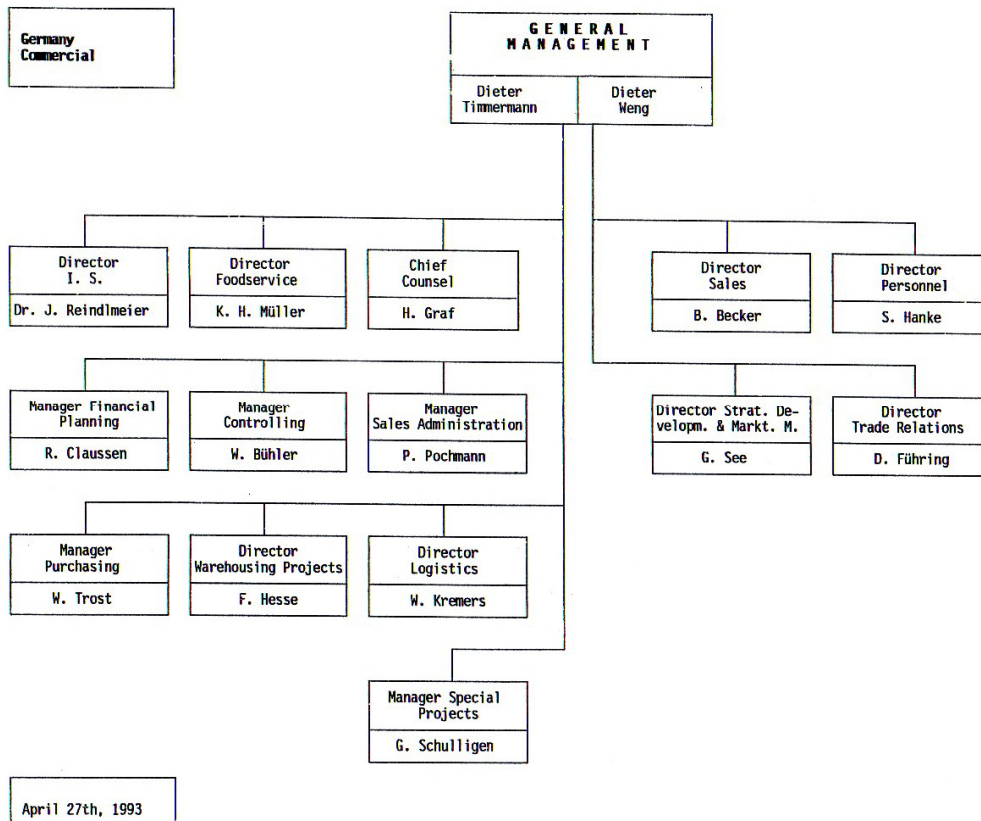 Germany
Commercial
GENERAL
MANAGEMENT
Dieter
Timmermann
Dieter
Weng
Director
I. S.
Dr. J. Reindlmeier
Director
Foodservice
K. H. Müller
Chief
Counsel
H. Graf
Director
Sales
B. Becker
Director
Personnel
S. Hanke
Manager Financial
Planning
R. Claussen
Manager
Controlling
W. Bühler
Manager
Sales Administration
P. Pochmann
Director Strat. De-
velopm. & Markt. M.
G. See
Director
Trade Relations
D. Führing
Manager
Purchasing
W. Trost
Director
Warehousing Projects
F. Hesse
Director
Logistics
W. Kremers
Manager Special
Projects
G. Schulligen
April 27th, 1993